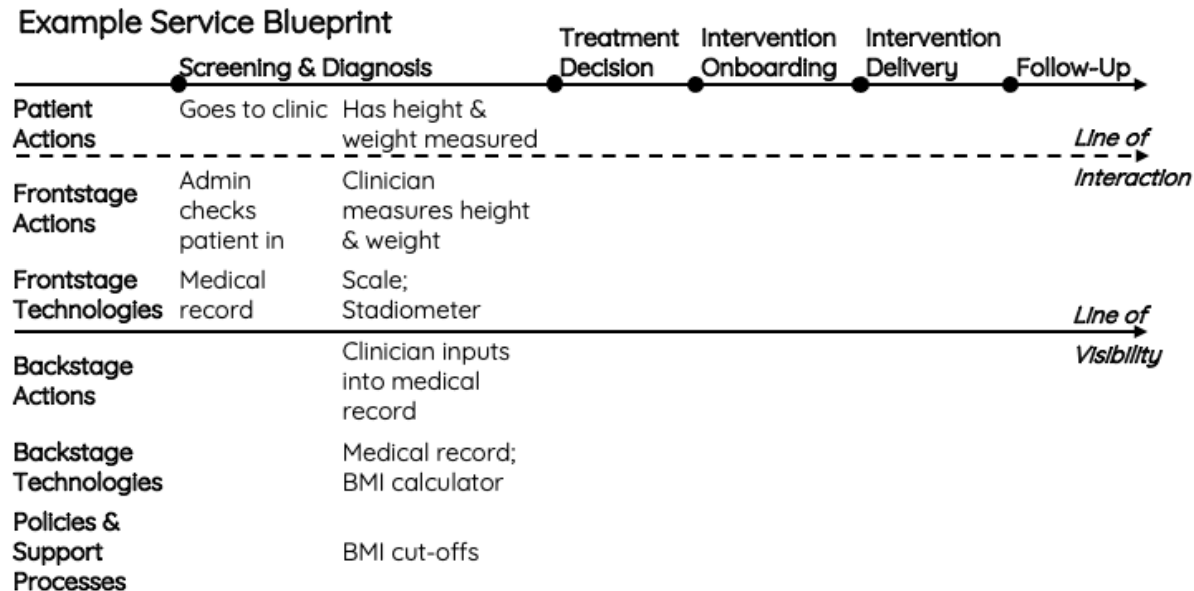 Example Service Blueprint
Treatment Decision
Intervention Onboarding
Intervention Delivery
Screening & Diagnosis
Follow-Up
Patient Actions
Goes to clinic
Has height & weight measured
Line of Interaction
Frontstage Actions
Admin checks patient in
Clinician measures height & weight
Frontstage Technologies
Medical record
Scale; Stadiometer
Line of Visibility
Backstage Actions
Clinician inputs into medical record
Backstage Technologies
Medical record; BMI calculator
Policies & Support Processes
BMI cut-offs